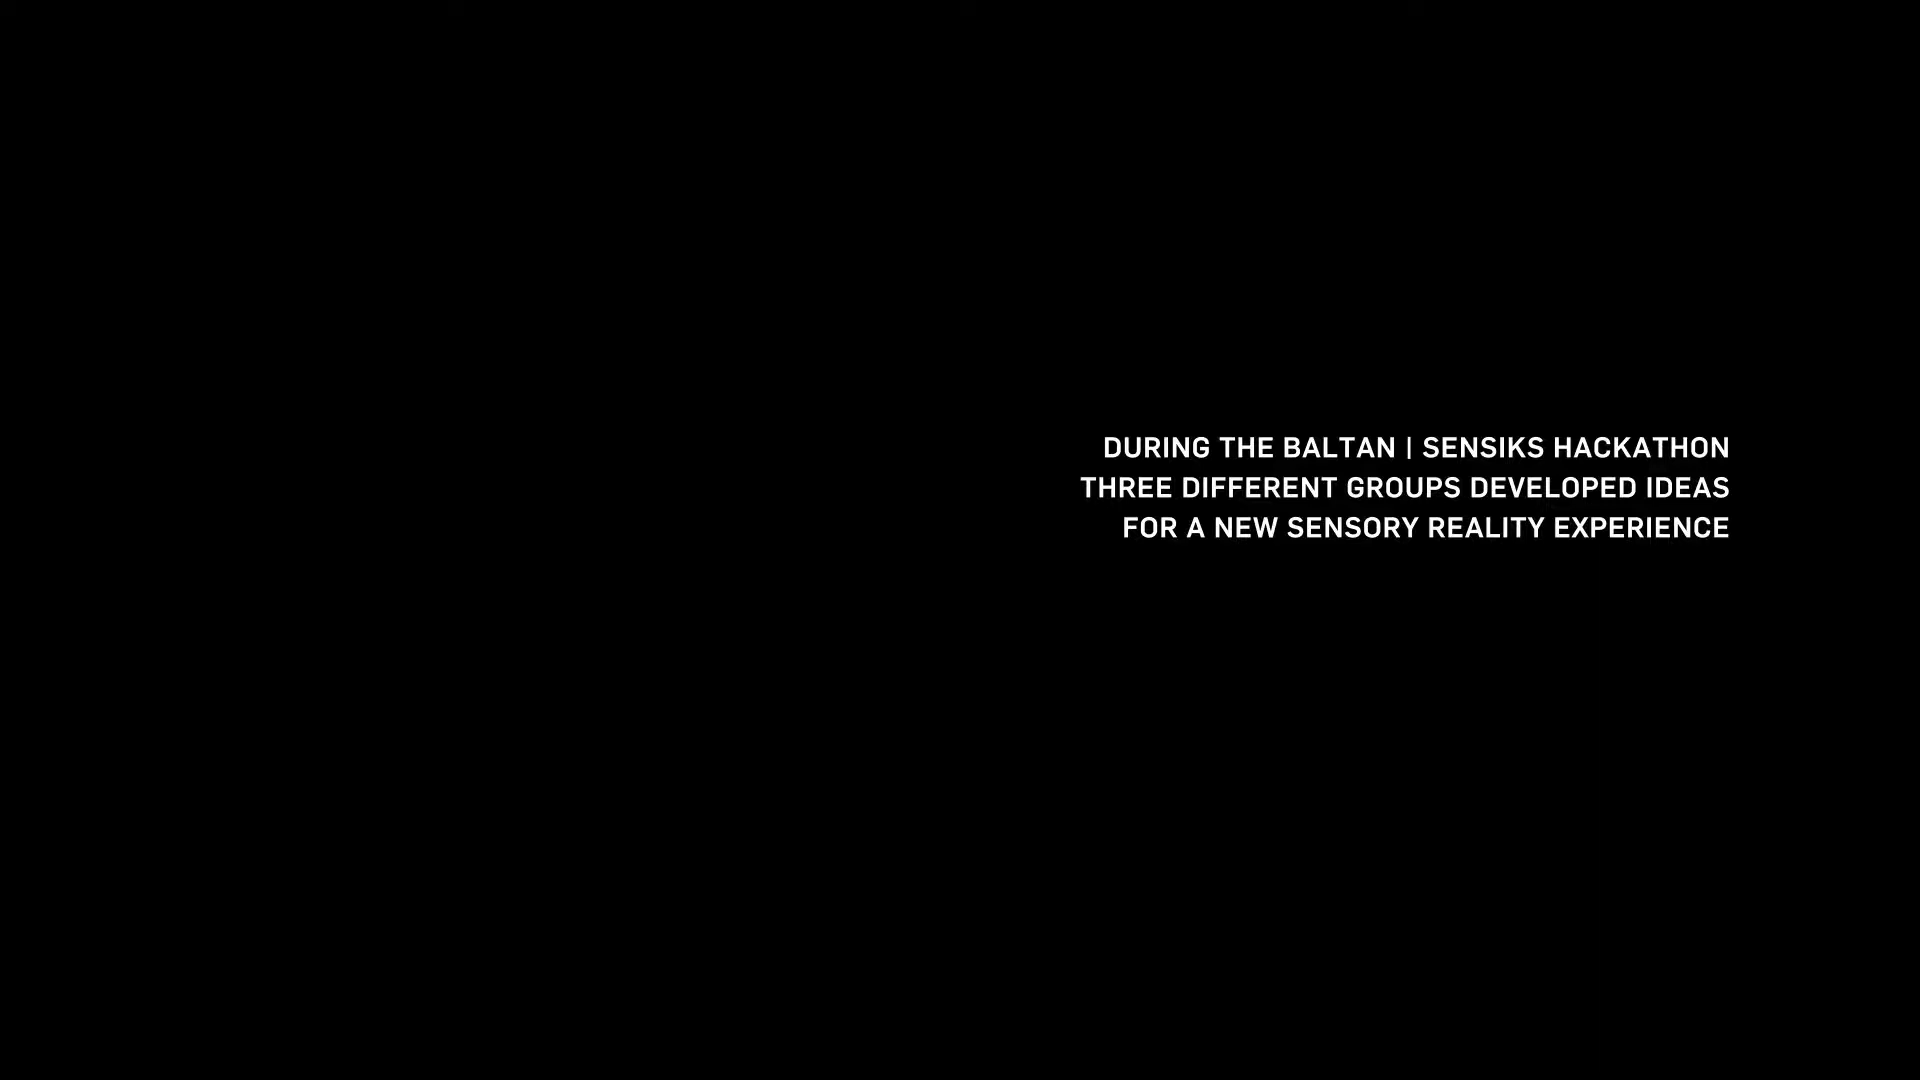 DURING THE BALTAN | SENSIKS HACKATHON
THREE DIFFERENT GROUPS DEVELOPED IDEAS
FOR A NEW SENSORY REALITY EXPERIENCE